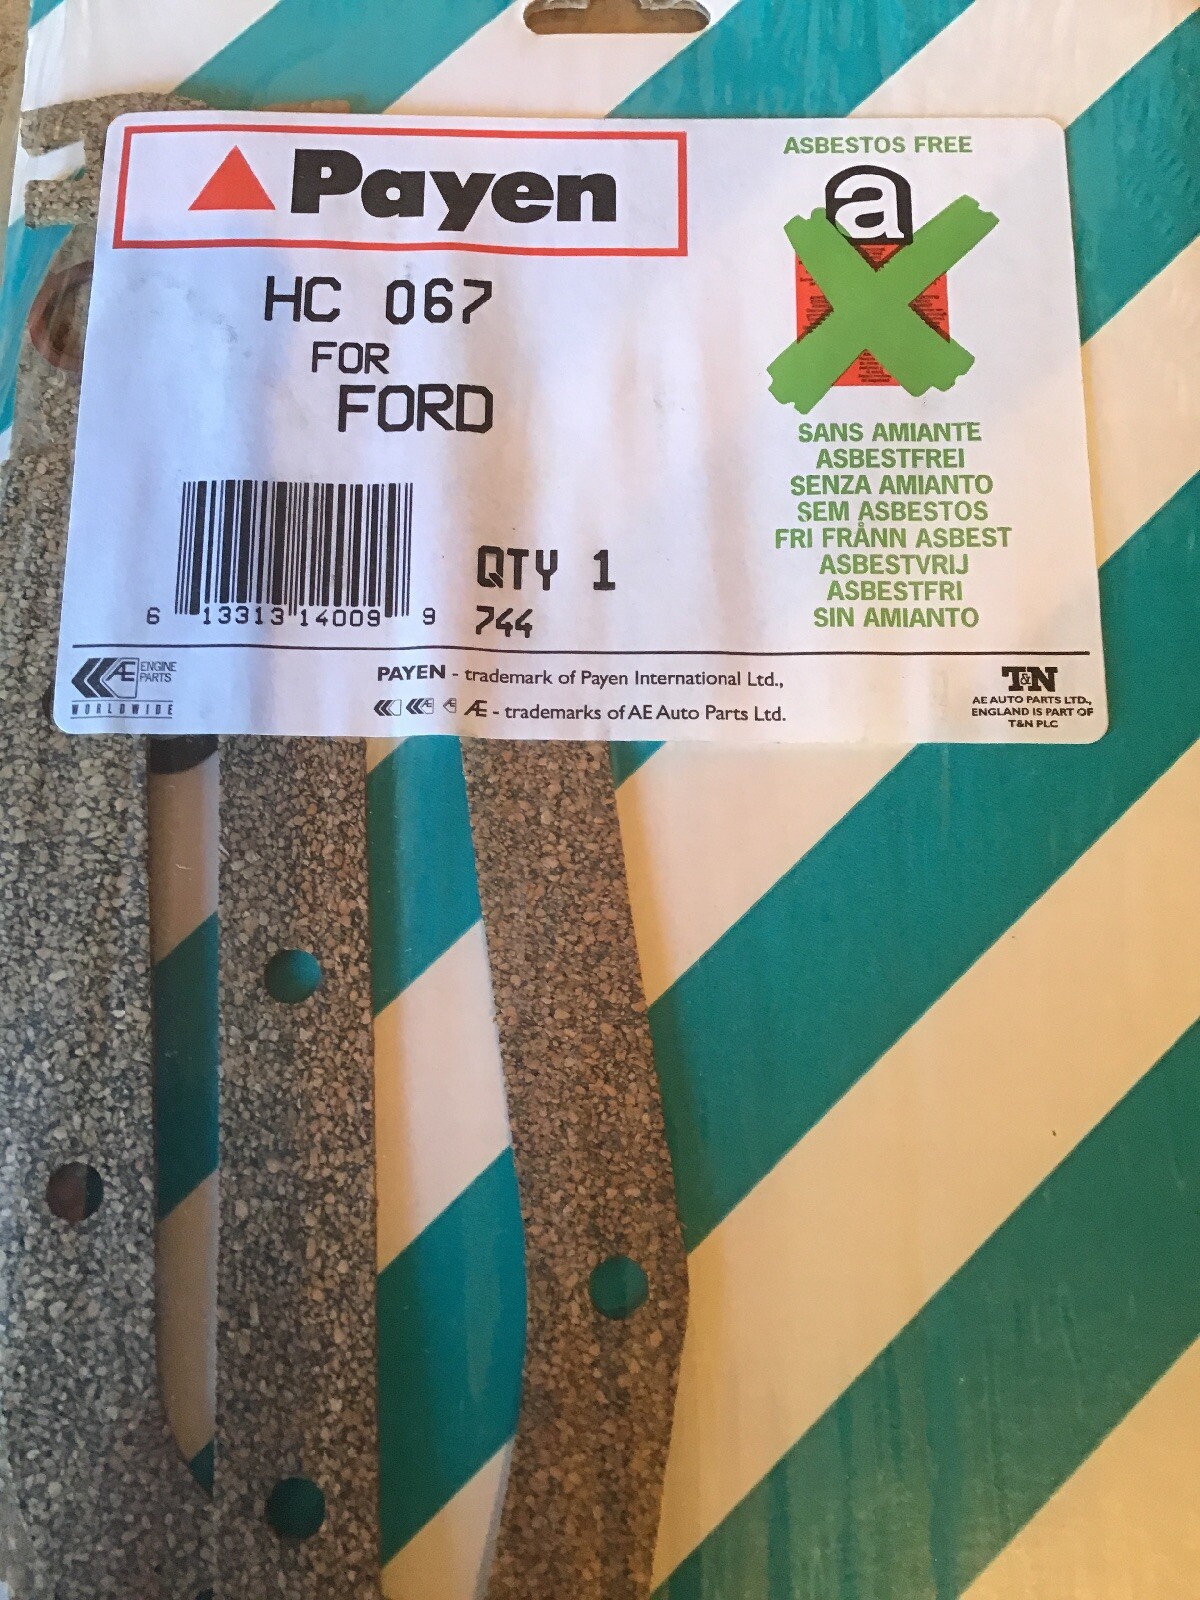 Payen
HC 067
FOR
FORD
6 13313 14009 9
QTY 1
744
ASBESTOS FREE
a
SANS AMIANTE
ASBESTFREI
SENZA AMIANTO
SEM ASBESTOS
FRI FRÅNN ASBEST
ASBESTVRIJ
ASBESTFRI
SIN AMIANTO
AE ENGINE
PARTS
WORLDWIDE
PAYEN - trademark of Payen International Ltd.,
AE - trademarks of AE Auto Parts Ltd.
T&N
AE AUTO PARTS LTD.,
ENGLAND IS PART OF
T&N PLC